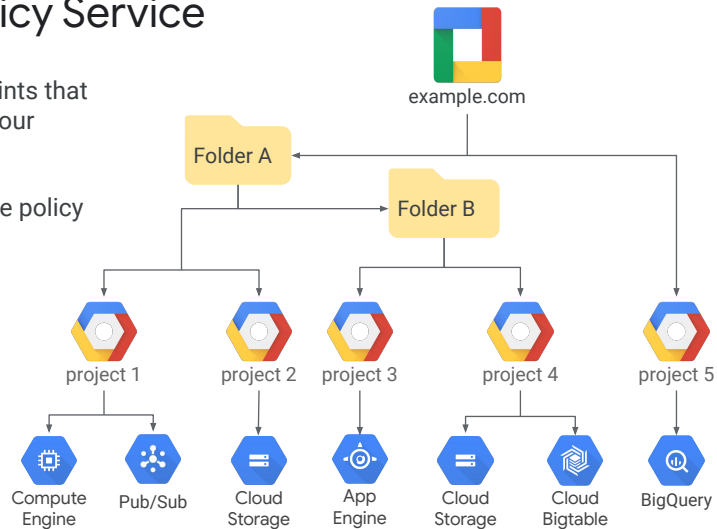 icy Service
ints that
our
e policy
example.com
Folder A
Folder B
project 1
project 2
project 3
project 4
project 5
Compute
Engine
Pub/Sub
Cloud
Storage
App
Engine
Cloud
Storage
Cloud
Bigtable
BigQuery